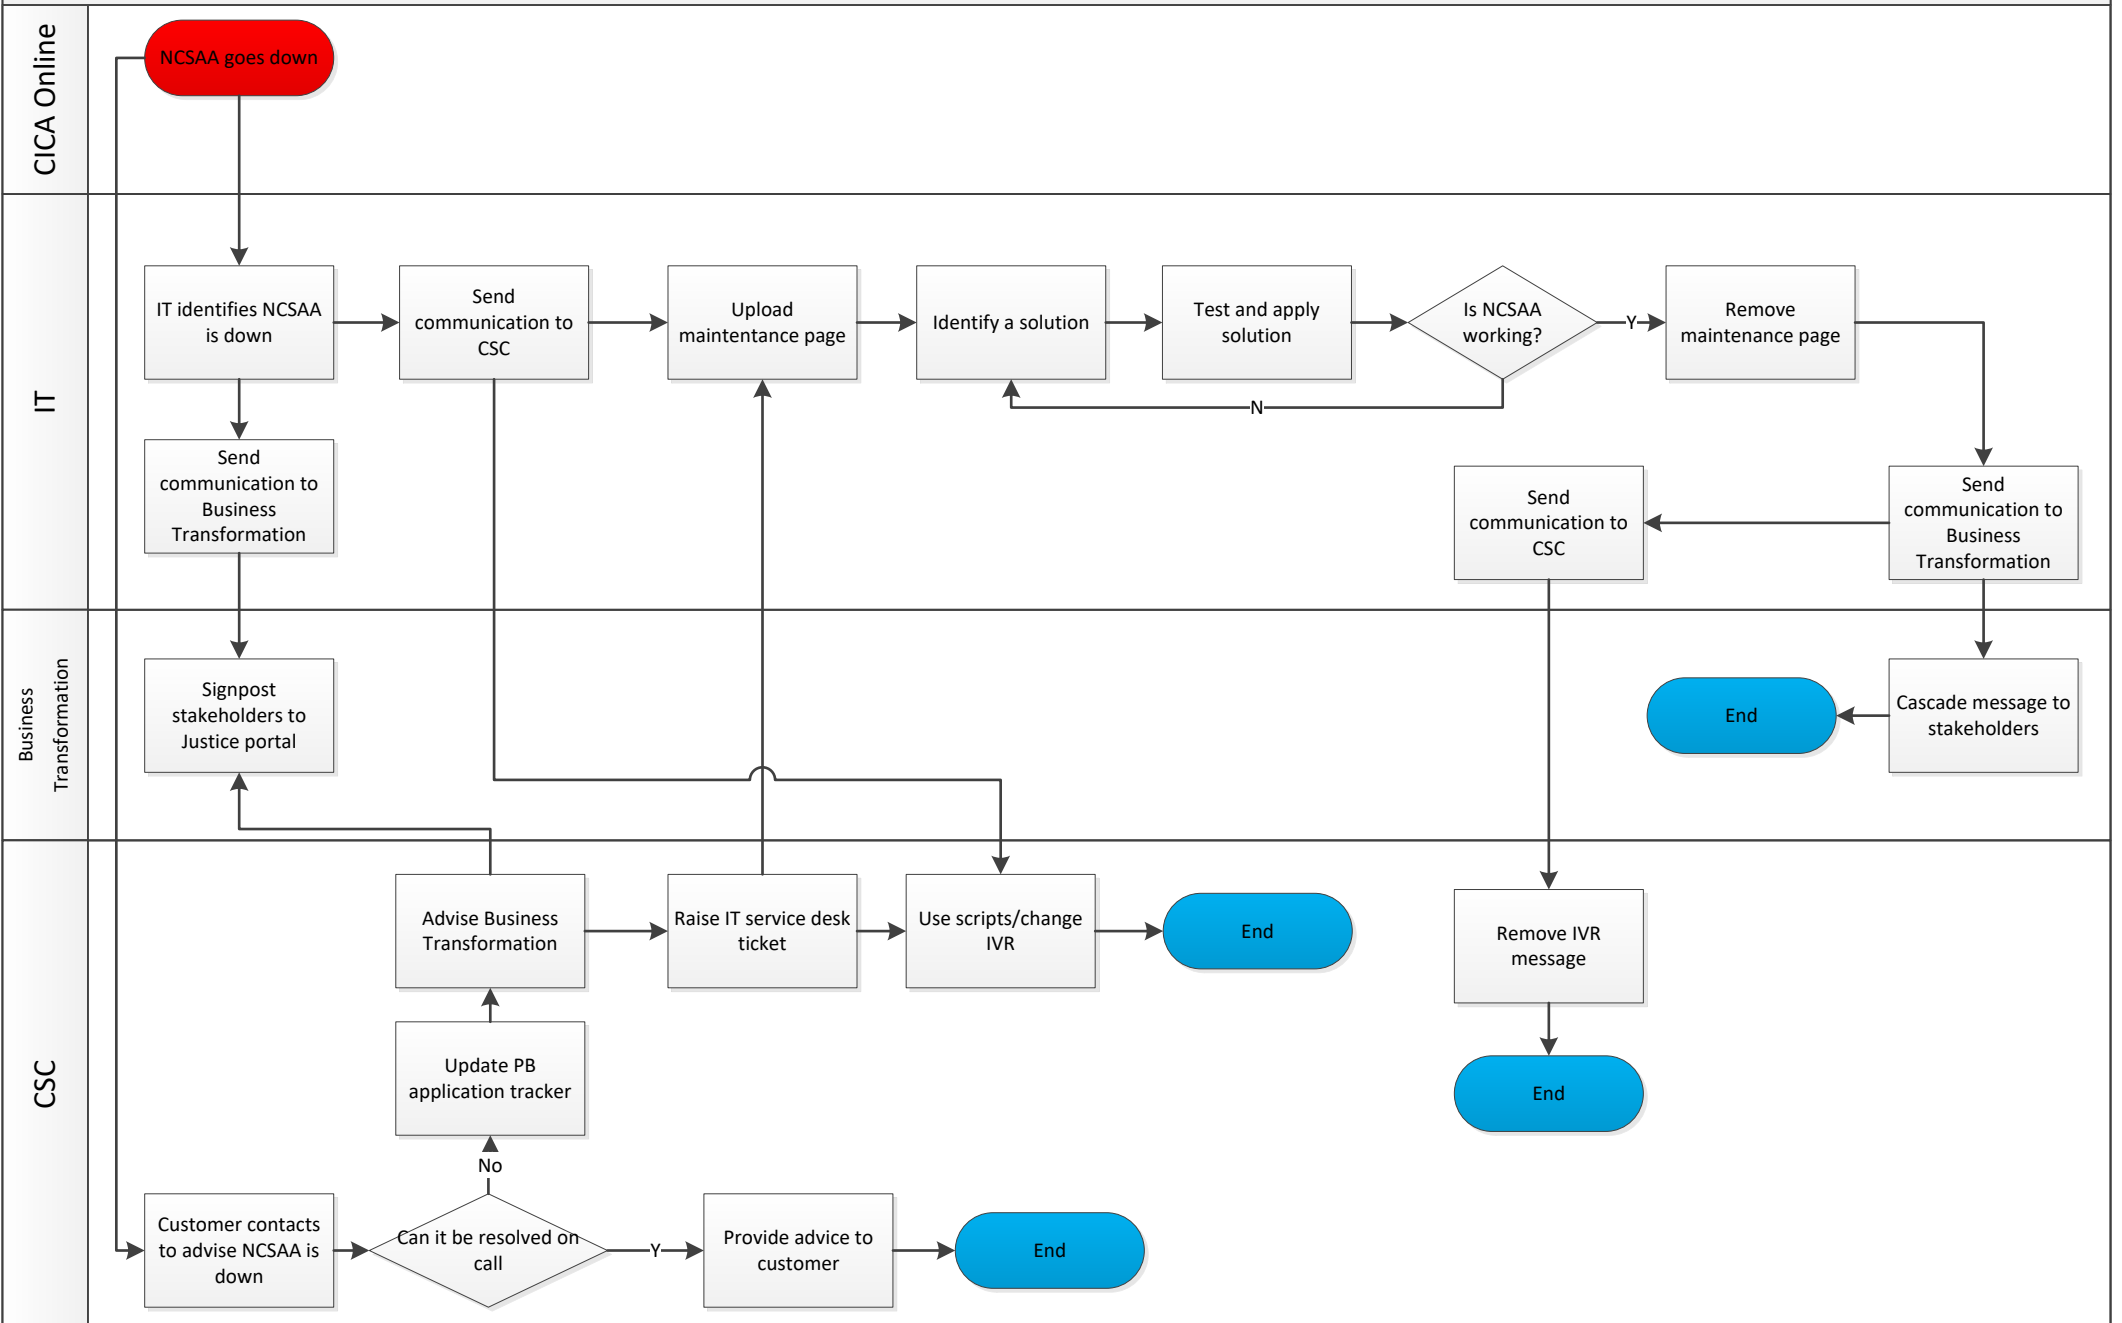 CICA Online
NCSAA goes down
IT
IT identifies NCSAA
is down
Send
communication to
CSC
Upload
maintentance page
Identify a solution
Test and apply
solution
Is NCSAA
working?
Y
Remove
maintenance page
N
Send
communication to
Business
Transformation
Send
communication to
CSC
Send
communication to
Business
Transformation
Business
Transformation
Signpost
stakeholders to
Justice portal
End
Cascade message to
stakeholders
CSC
Advise Business
Transformation
Raise IT service desk
ticket
Use scripts/change
IVR
End
Remove IVR
message
Update PB
application tracker
End
No
Customer contacts
to advise NCSAA is
down
Can it be resolved on
call
Y
Provide advice to
customer
End